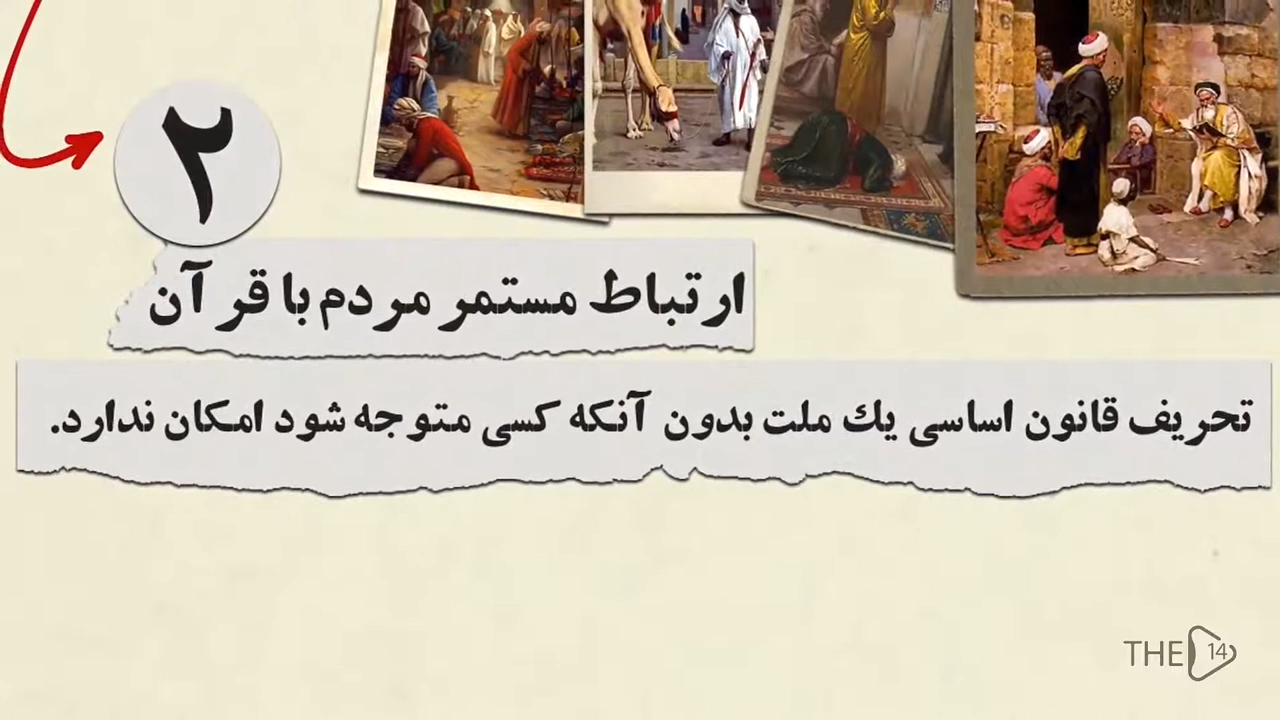 ۲
ارتباط مستمر مردم با قرآن
تحریف قانون اساسی یك ملت بدون آنکه کسی متوجه شود امکان ندارد.
THE 14